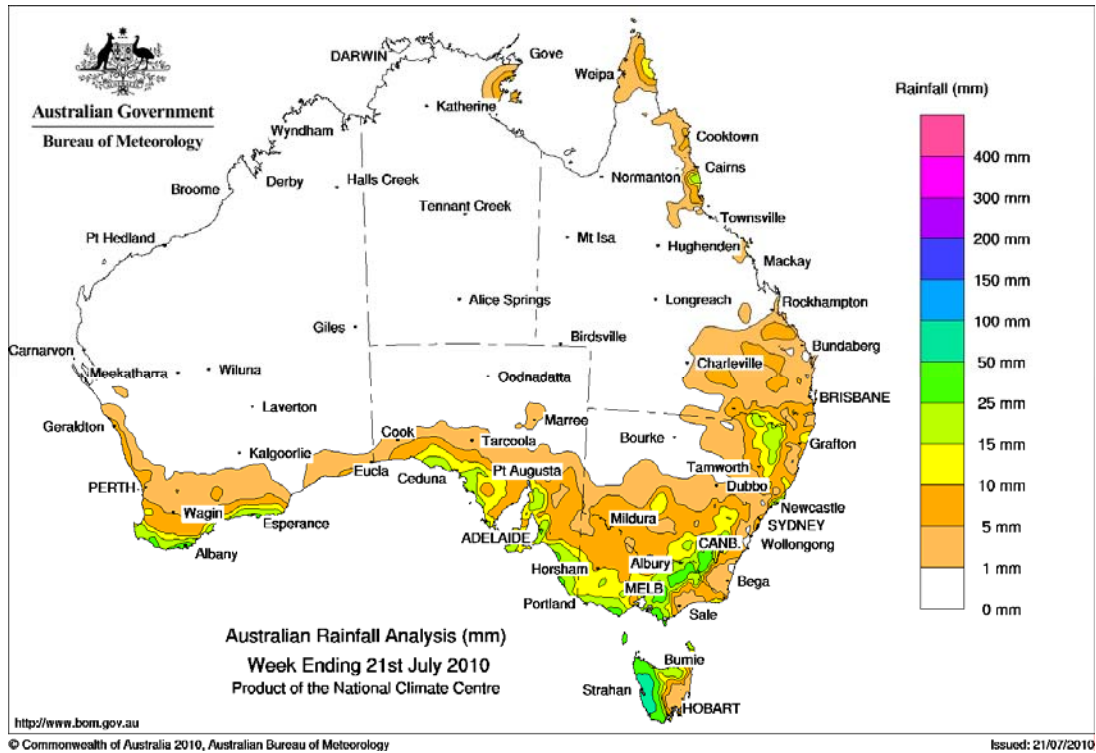 Australian Government
Bureau of Meteorology
DARWIN
Gove
Weipa
Katherine
Wyndham
Cooktown
Cairns
Broome
Derby
Halls Creek
Normanton
Tennant Creek
Townsville
Pt Hedland
Mt Isa
Hughenden
Mackay
Alice Springs
Longreach
Rockhampton
Giles
Birdsville
Carnarvon
Bundaberg
Meekatharra
Wiluna
Oodnadatta
Charleville
BRISBANE
Laverton
Marree
Geraldton
Cook
Tarcoola
Bourke
Grafton
Kalgoorlie
Eucla
Pt Augusta
Tamworth
Ceduna
Dubbo
PERTH
Wagin
Esperance
Mildura
Newcastle
SYDNEY
ADELAIDE
CANB.
Wollongong
Albany
Horsham
Albury
Bega
MELB
Portland
Sale
Burnie
Strahan
HOBART
Rainfall (mm)
400 mm
300 mm
200 mm
150 mm
100 mm
50 mm
25 mm
15 mm
10 mm
5 mm
1 mm
0 mm
Australian Rainfall Analysis (mm)
Week Ending 21st July 2010
Product of the National Climate Centre
http://www.bom.gov.au
© Commonwealth of Australia 2010, Australian Bureau of Meteorology
Issued: 21/07/2010